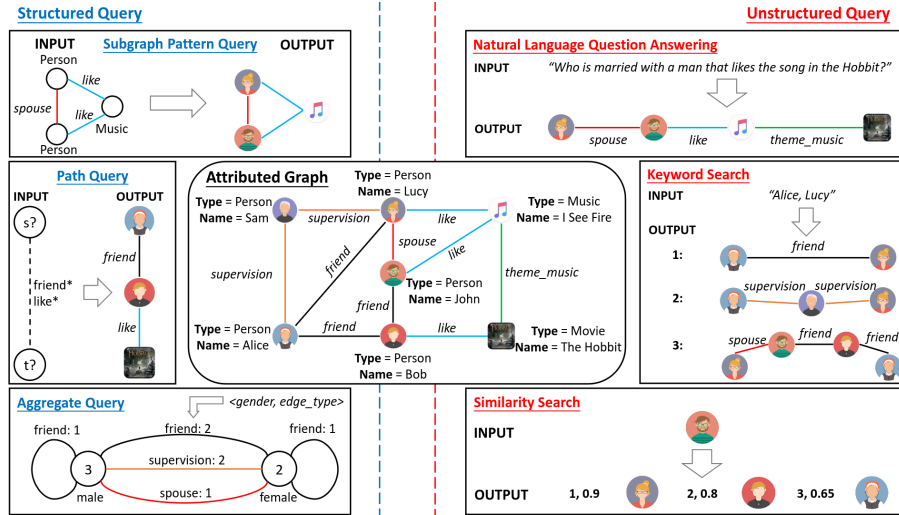 Structured Query
Unstructured Query
INPUT
Subgraph Pattern Query
OUTPUT
Person
like
spouse
like
Music
Person
Natural Language Question Answering
INPUT
“Who is married with a man that likes the song in the Hobbit?”
OUTPUT
spouse
like
theme_music
Path Query
INPUT
OUTPUT
s?
friend
friend*
like*
like
t?
Attributed Graph
Type = Person
Name = Lucy
Type = Person
Name = Sam
supervision
like
Type = Music
Name = I See Fire
spouse
like
friend
supervision
theme_music
Type = Person
Name = John
friend
Type = Person
Name = Alice
friend
like
Type = Movie
Name = The Hobbit
Type = Person
Name = Bob
Keyword Search
INPUT
“Alice, Lucy”
OUTPUT
1:
friend
2:
supervision
supervision
3:
spouse
friend
friend
Aggregate Query
<gender, edge_type>
friend: 1
friend: 2
friend: 1
3
supervision: 2
2
male
spouse: 1
female
Similarity Search
INPUT
OUTPUT
1, 0.9
2, 0.8
3, 0.65